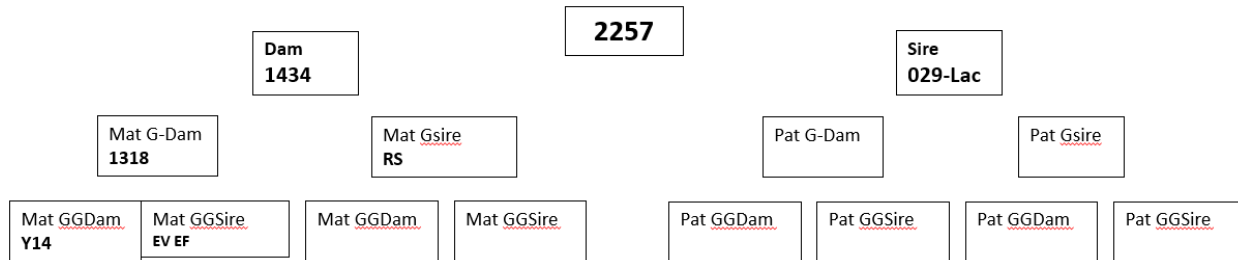 2257
Dam
1434
Sire
029-Lac
Mat G-Dam
1318
Mat Gsire
RS
Pat G-Dam
Pat Gsire
Mat GGDam
Y14
Mat GGSire
EV EF
Mat GGDam
Mat GGSire
Pat GGDam
Pat GGSire
Pat GGDam
Pat GGSire